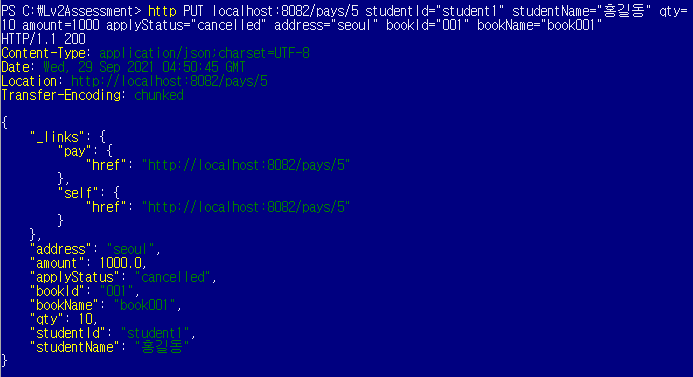 PS C:\Lv2Assessment> http PUT localhost:8082/pays/5 studentId="student1" studentName="홍길동" qty=
10 amount=1000 applyStatus="cancelled" address="seoul" bookId="001" bookName="book001"
HTTP/1.1 200
Content-Type: application/json;charset=UTF-8
Date: Wed, 29 Sep 2021 04:50:45 GMT
Location: http://localhost:8082/pays/5
Transfer-Encoding: chunked

{
    "_links": {
        "pay": {
            "href": "http://localhost:8082/pays/5"
        },
        "self": {
            "href": "http://localhost:8082/pays/5"
        }
    },
    "address": "seoul",
    "amount": 1000.0,
    "applyStatus": "cancelled",
    "bookId": "001",
    "bookName": "book001",
    "qty": 10,
    "studentId": "student1",
    "studentName": "홍길동"
}